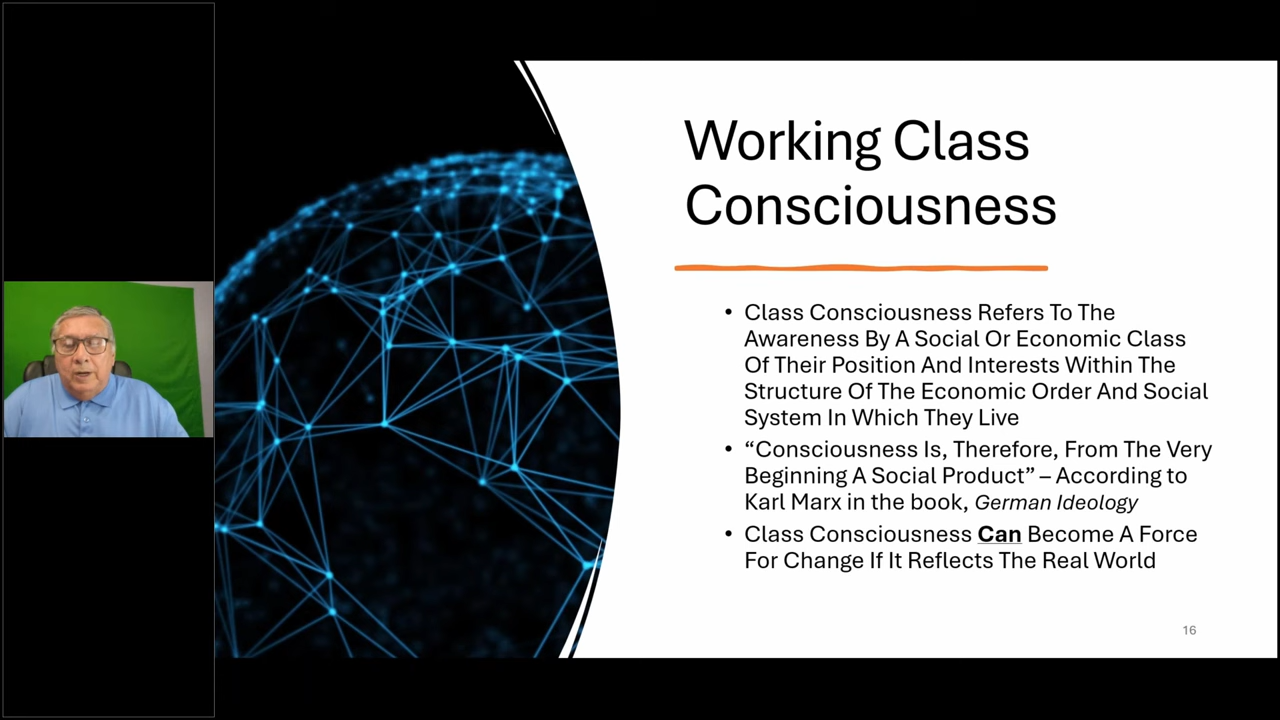 Working Class
Consciousness
• Class Consciousness Refers To The
Awareness By A Social Or Economic Class
Of Their Position And Interests Within The
Structure Of The Economic Order And Social
System In Which They Live
• “Consciousness Is, Therefore, From The Very
Beginning A Social Product” – According to
Karl Marx in the book, German Ideology
• Class Consciousness Can Become A Force
For Change If It Reflects The Real World
16